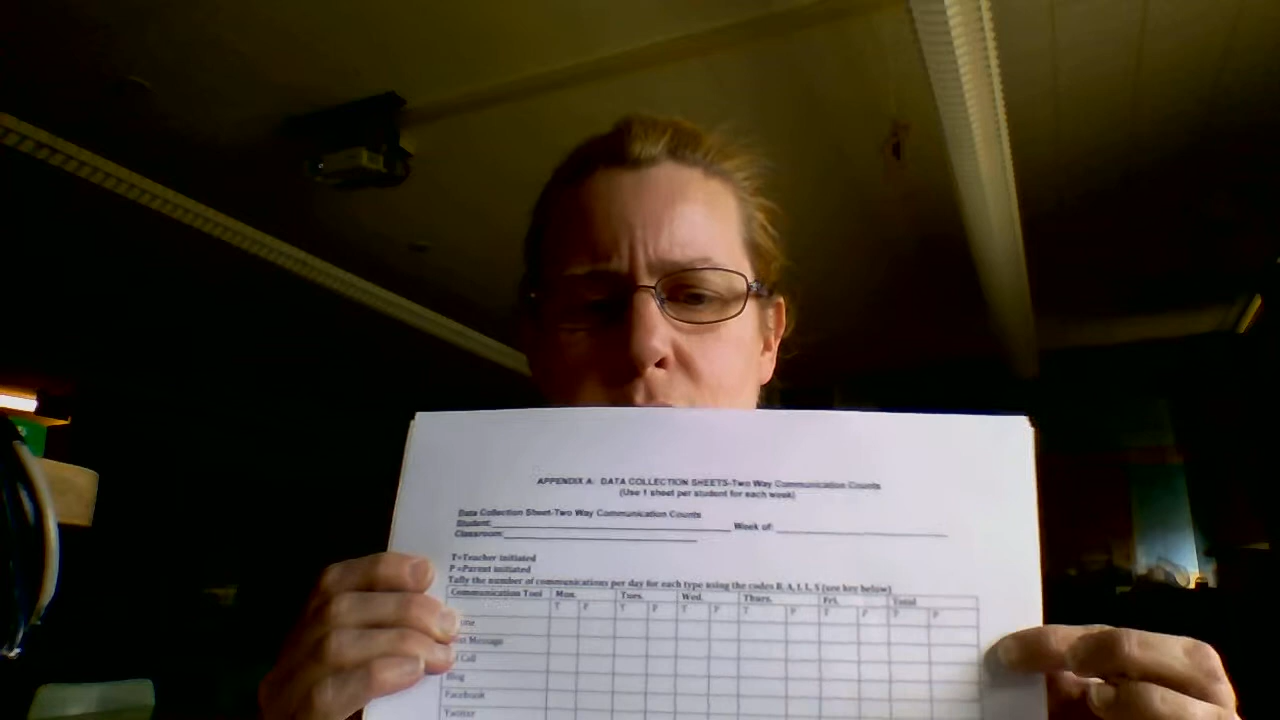 APPENDIX A: DATA COLLECTION SHEETS-Two Way Communication Counts
(Use 1 sheet per student for each week)
Data Collection Sheet-Two Way Communication Counts
Student: Week of:
Classroom:
T=Teacher initiated
P =Parent initiated
Tally the number of communications per day for each type using the codes B, A, I, L, S (see key below)
Communication Tool Mon. Tues. Wed. Thurs. Fri. Total
T P T P T P T P T P T P
Message
Call
Blog
Facebook
Twitter